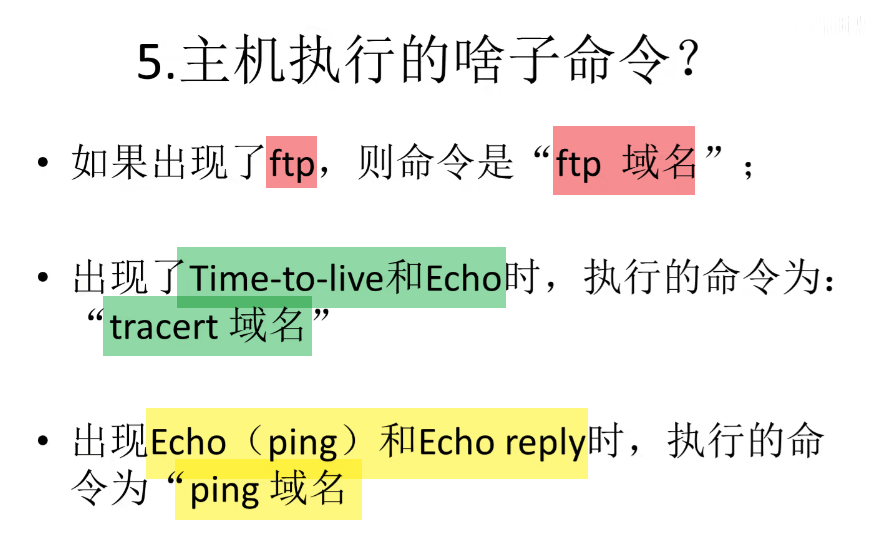 5.主机执行的啥子命令？
• 如果出现了ftp，则命令是“ftp 域名”；
• 出现了Time-to-live和Echo时，执行的命令为：
“tracert 域名”
• 出现Echo（ping）和Echo reply时，执行的命
令为“ping 域名